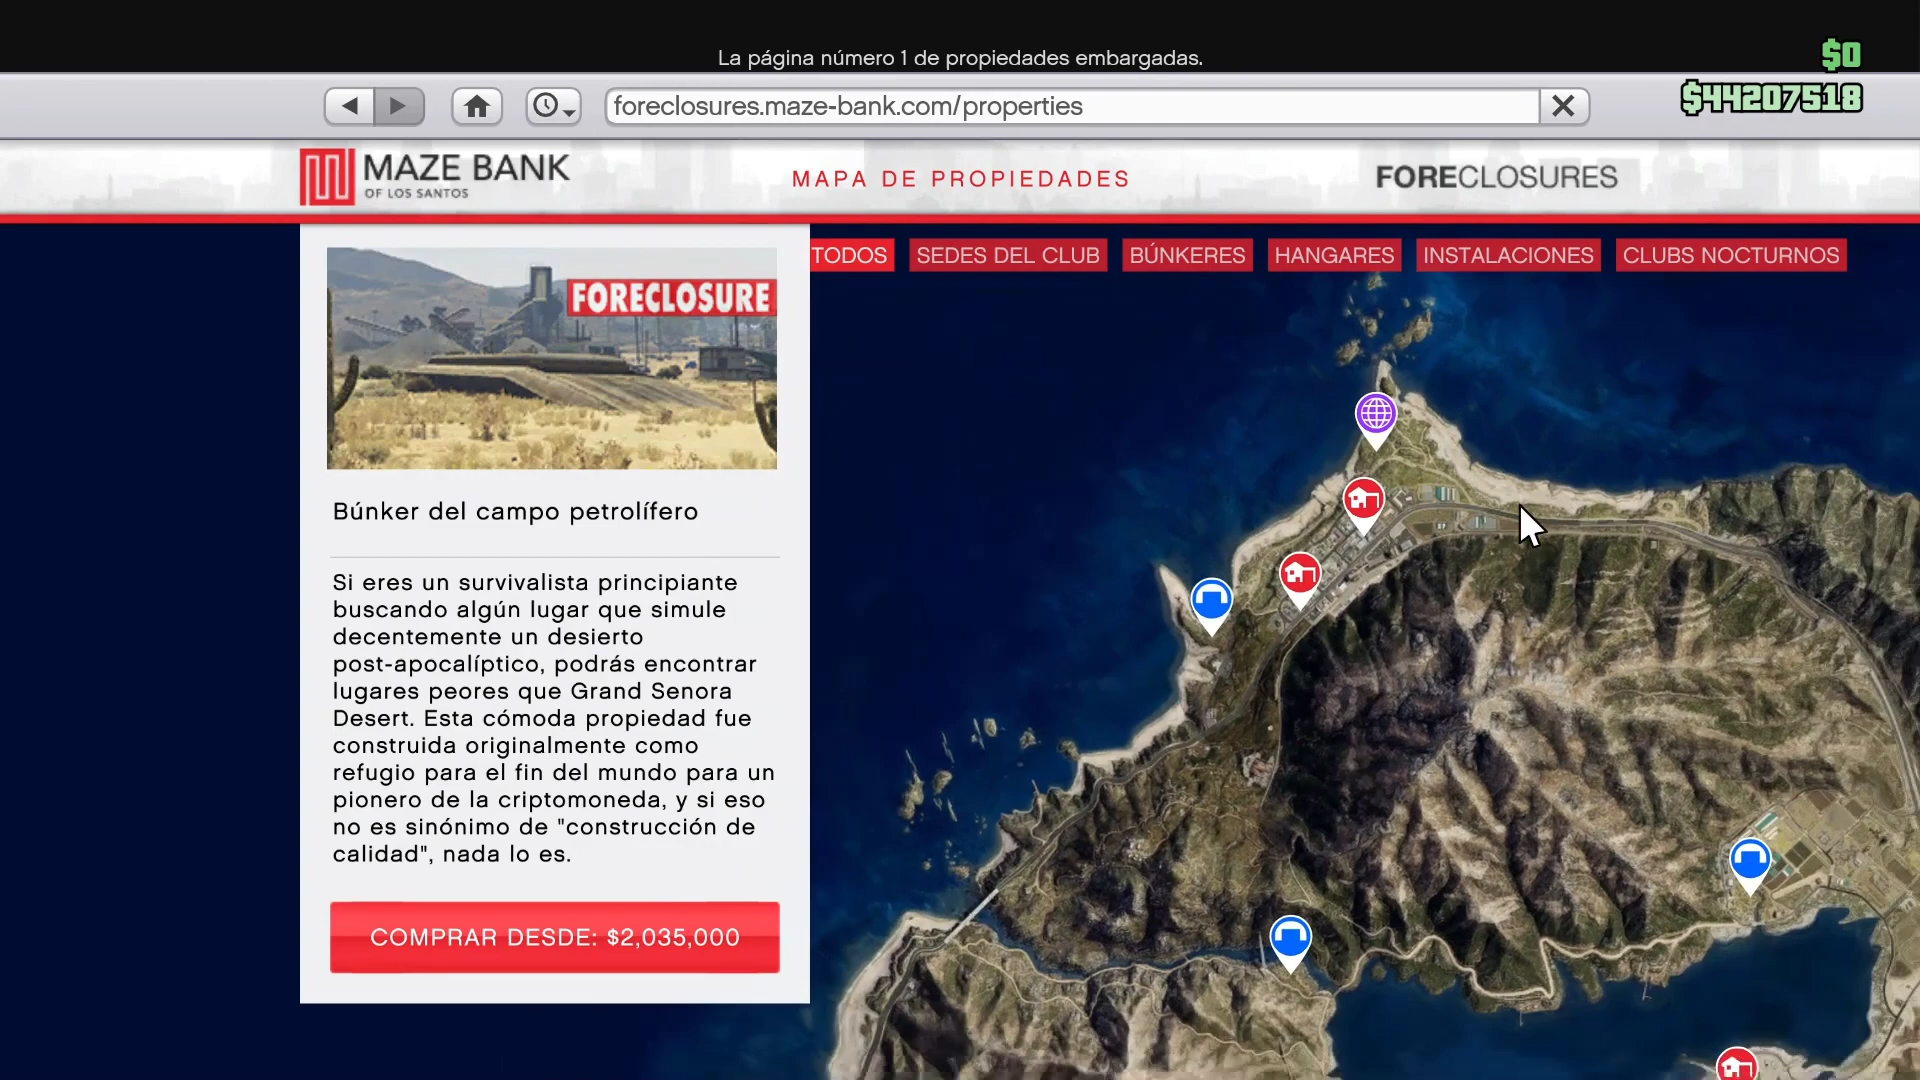 La página número 1 de propiedades embargadas.
$0
foreclosures.maze-bank.com/properties
$44207518
MAZE BANK
OF LOS SANTOS
MAPA DE PROPIEDADES
FORECLOSURES
TODOS
SEDES DEL CLUB
BÚNKERES
HANGARES
INSTALACIONES
CLUBS NOCTURNOS
FORECLOSURE
Búnker del campo petrolífero
Si eres un survivalista principiante
buscando algún lugar que simule
decentemente un desierto
post-apocalíptico, podrás encontrar
lugares peores que Grand Senora
Desert. Esta cómoda propiedad fue
construida originalmente como
refugio para el fin del mundo para un
pionero de la criptomoneda, y si eso
no es sinónimo de "construcción de
calidad", nada lo es.
COMPRAR DESDE: $2,035,000